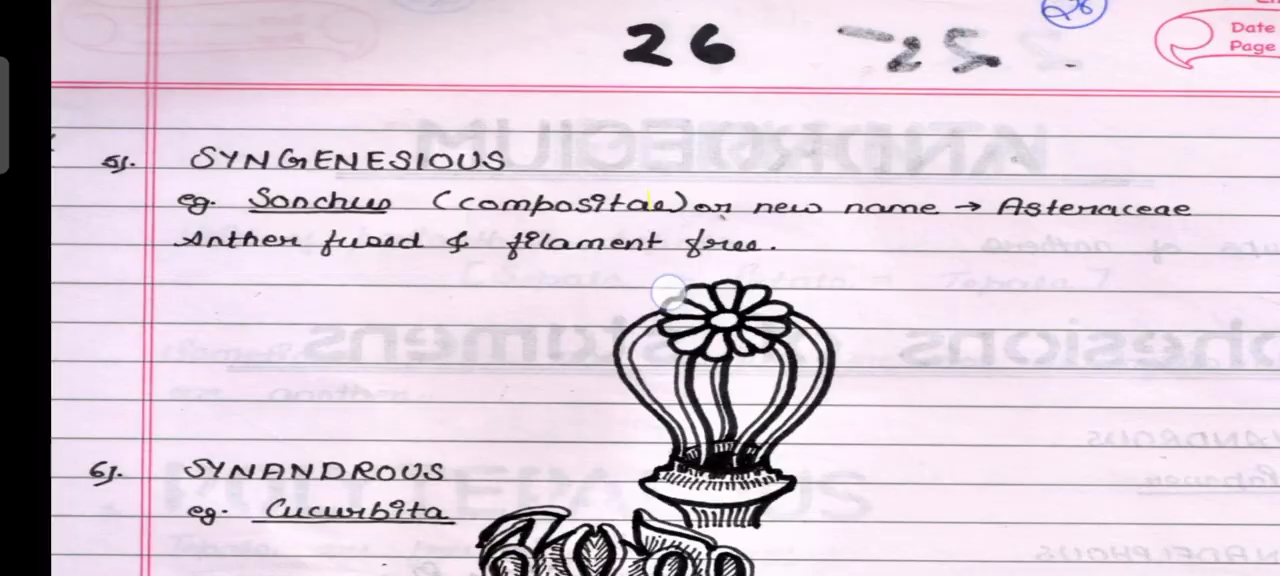 26
26
Date
Page
5). SYNGENESIOUS
eg. Sonchus (compositae) or new name → Asteraceae
Anther fused & filament free.
6). SYNANDROUS
eg. Cucurbita